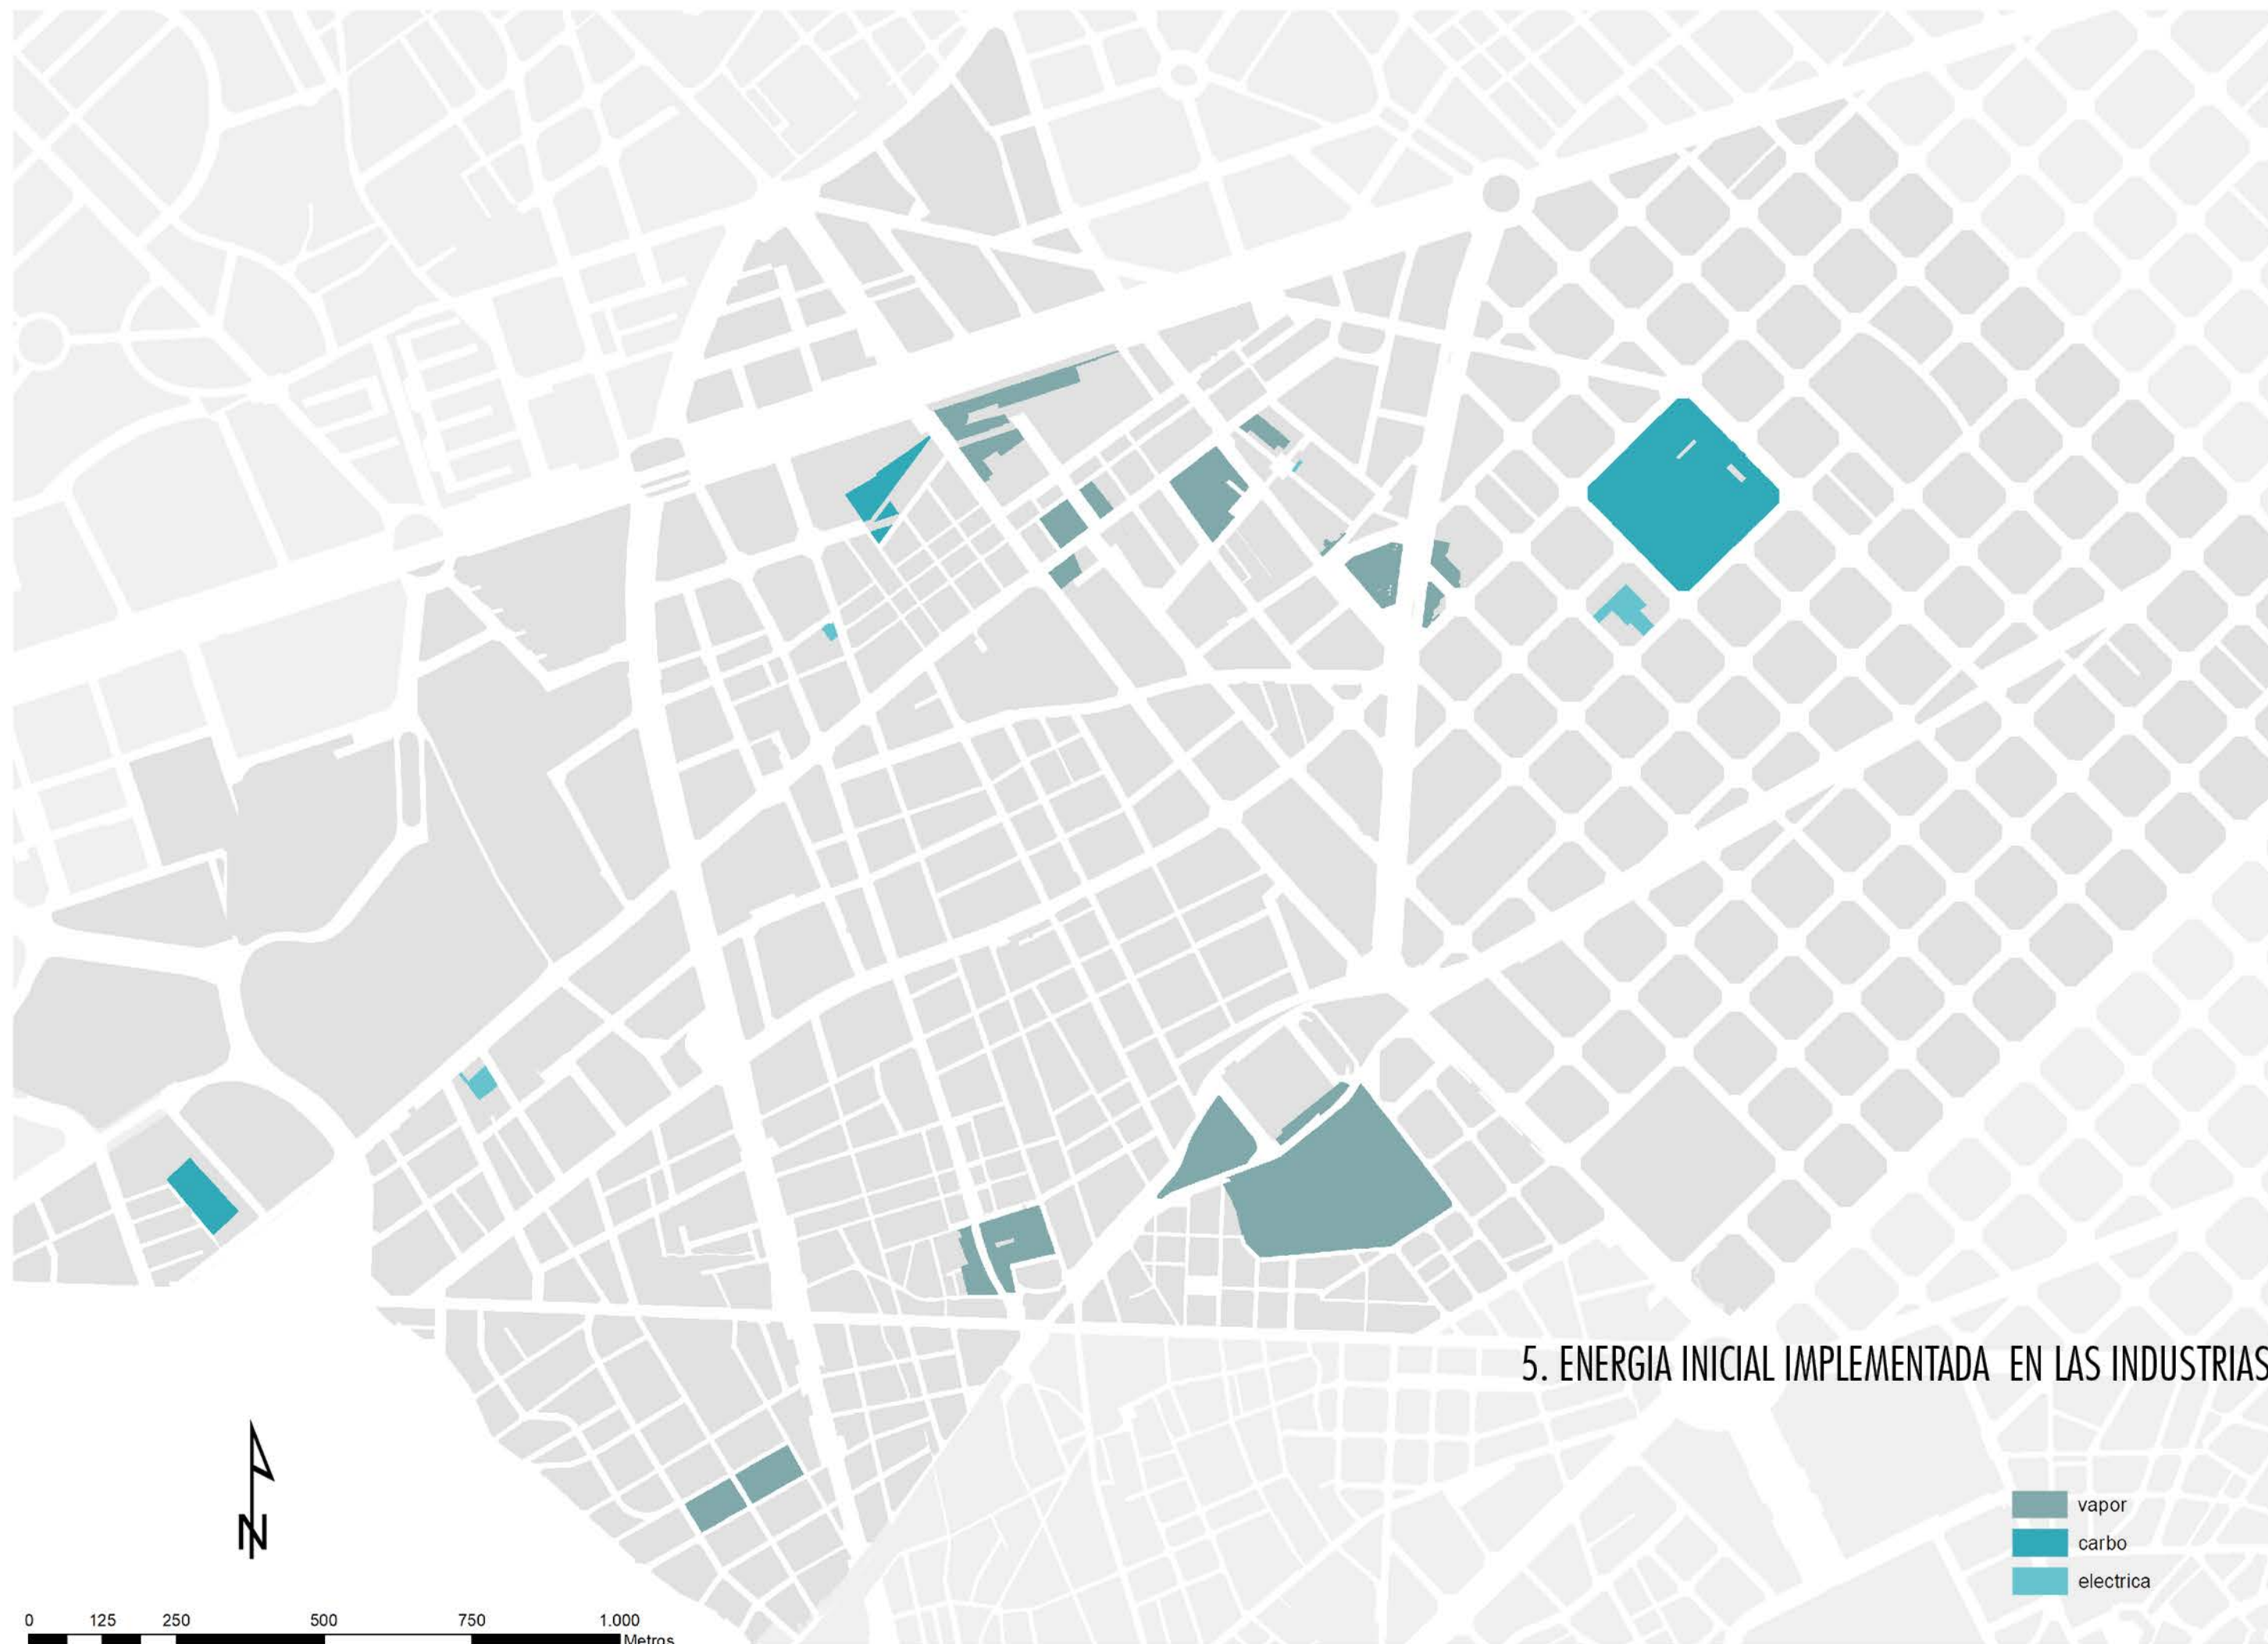 5. ENERGIA INICIAL IMPLEMENTADA EN LAS INDUSTRIAS
N
vapor
carbo
electrica
0 125 250 500 750 1.000
Metros